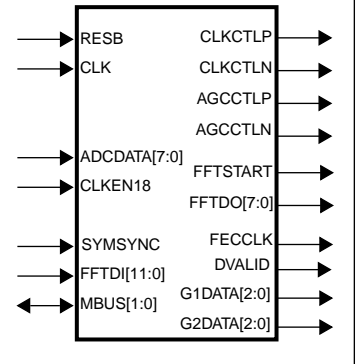 RESB
CLK
ADCDATA[7:0]
CLKEN18
SYMSYNC
FFTDI[11:0]
MBUS[1:0]
CLKCTLP
CLKCTLN
AGCCTLP
AGCCTLN
FFTSTART
FFTDO[7:0]
FECCLK
DVALID
G1DATA[2:0]
G2DATA[2:0]